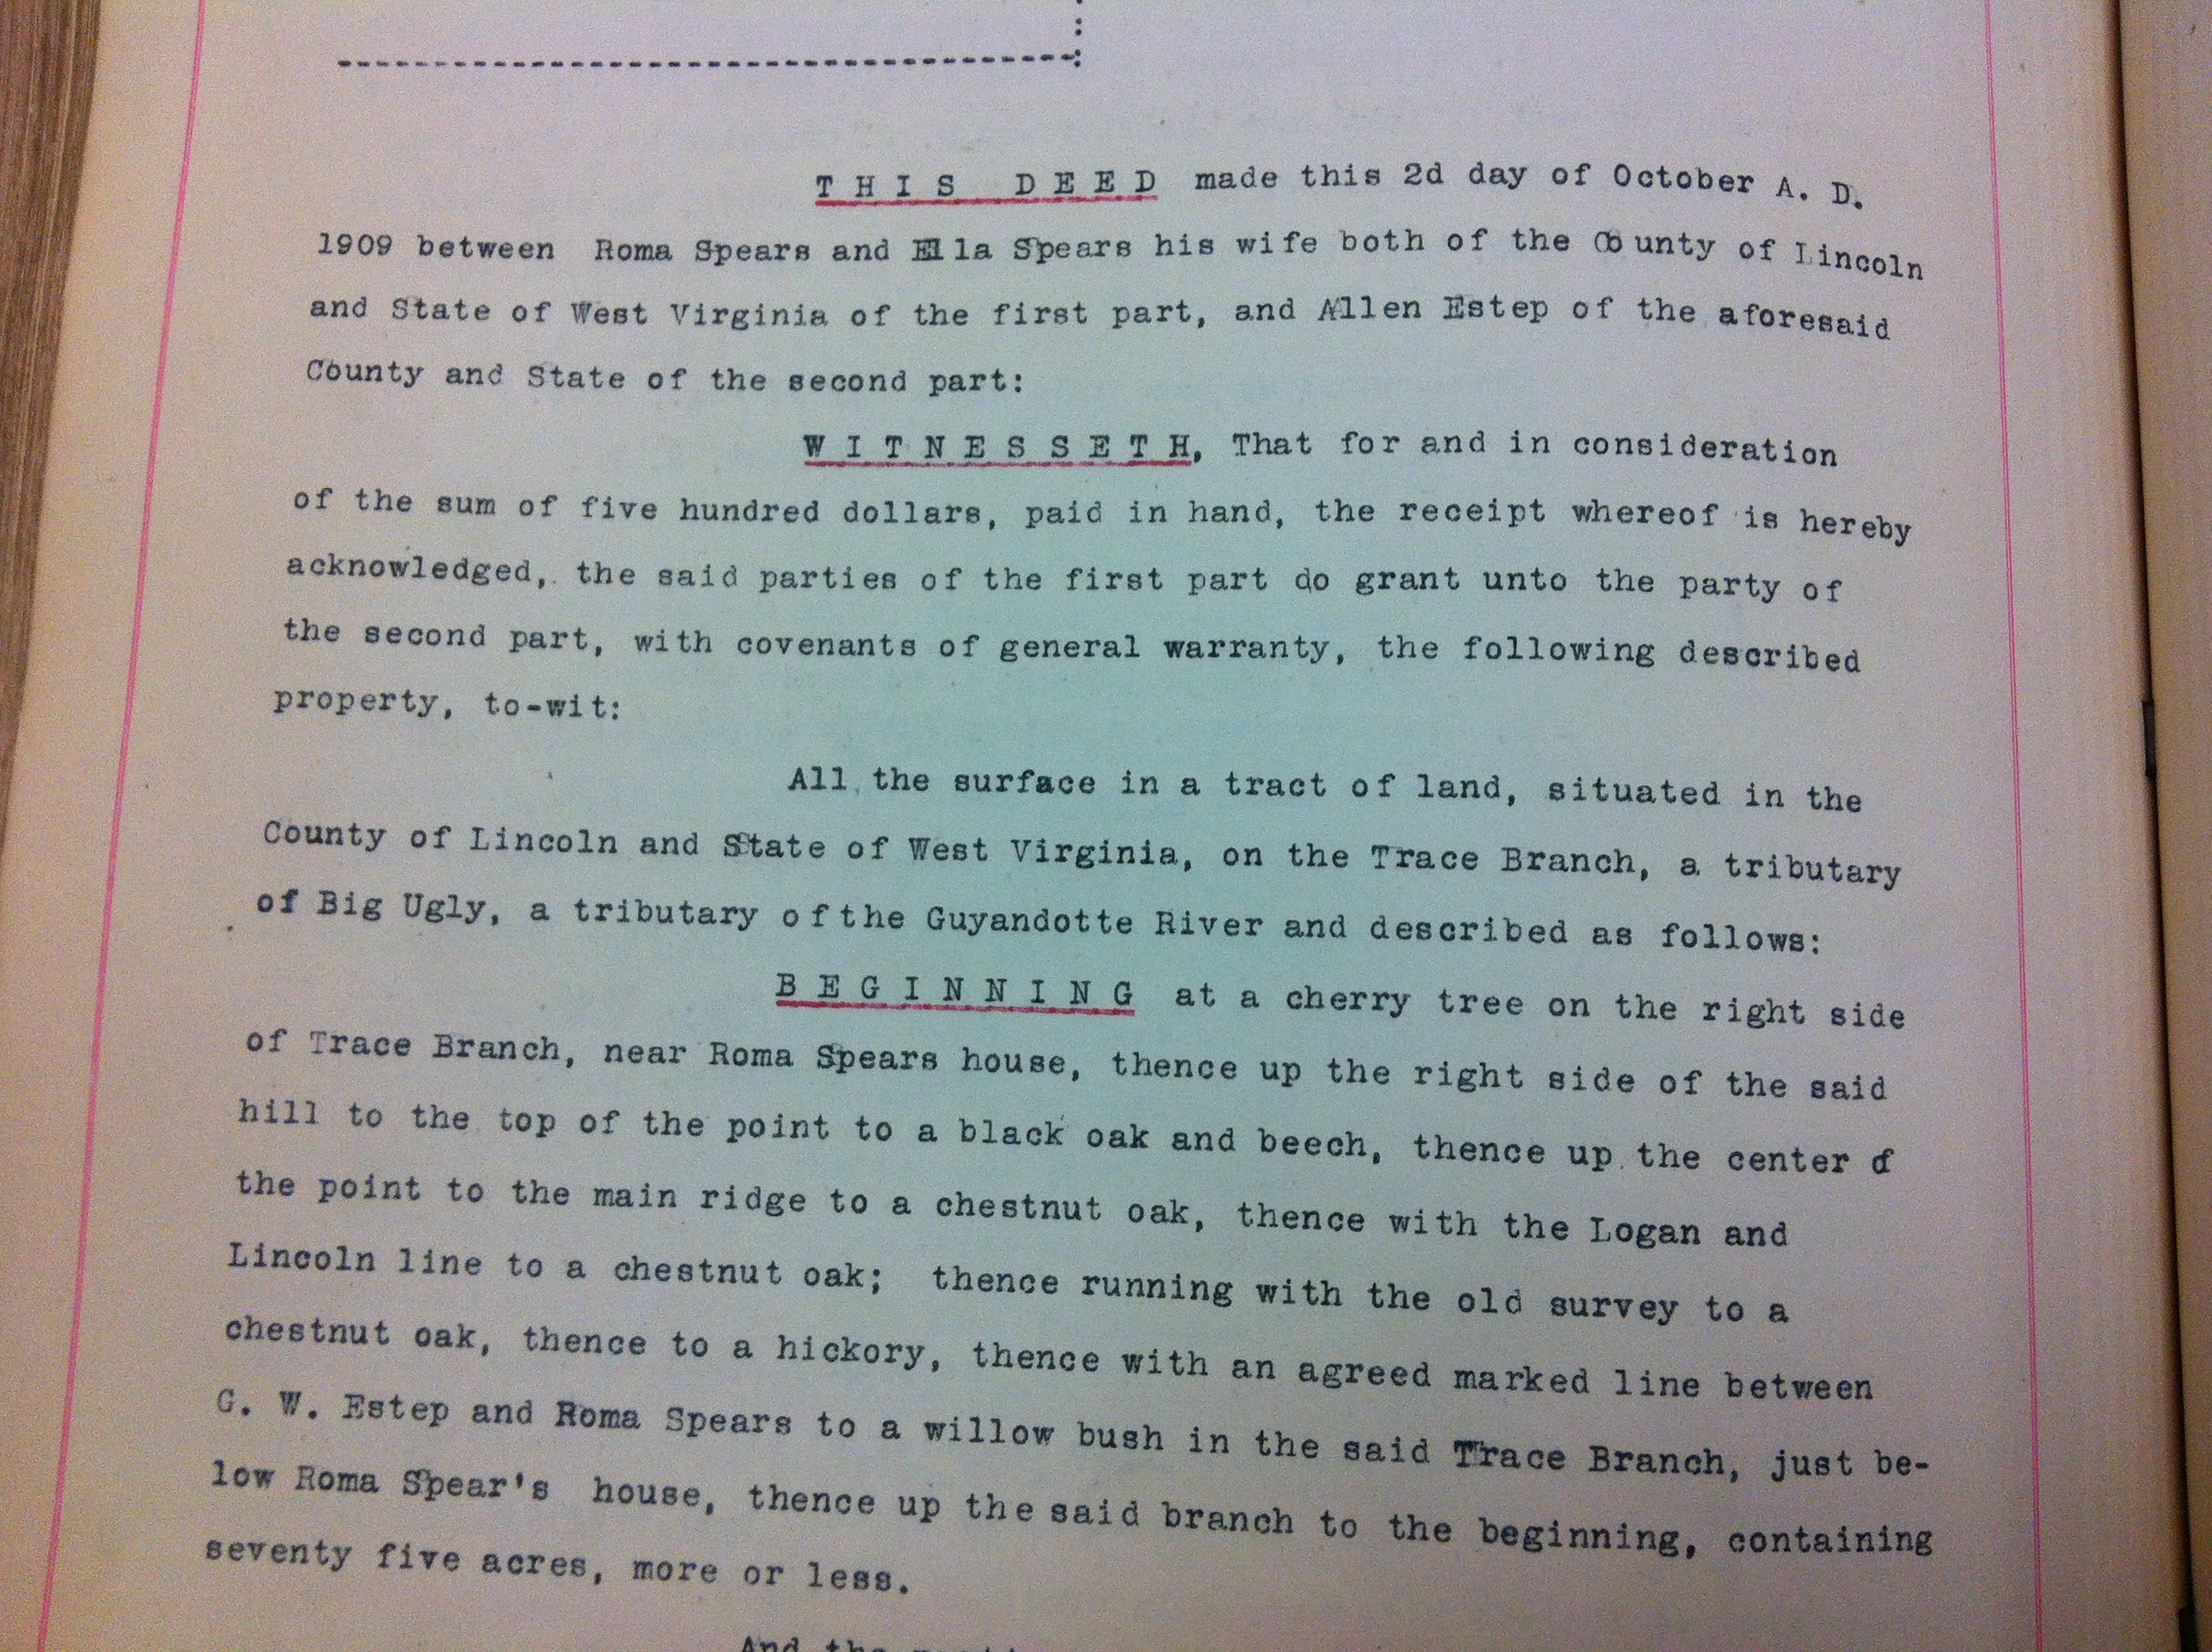 THIS DEED made this 2d day of October A. D.
1909 between Roma Spears and Ella Spears his wife both of the County of Lincoln
and State of West Virginia of the first part, and Allen Estep of the aforesaid
County and State of the second part:
WITNESSETH, That for and in consideration
of the sum of five hundred dollars, paid in hand, the receipt whereof is hereby
acknowledged, the said parties of the first part do grant unto the party of
the second part, with covenants of general warranty, the following described
property, to-wit:
All the surface in a tract of land, situated in the
County of Lincoln and State of West Virginia, on the Trace Branch, a tributary
of Big Ugly, a tributary of the Guyandotte River and described as follows:
BEGINNING at a cherry tree on the right side
of Trace Branch, near Roma Spears house, thence up the right side of the said
hill to the top of the point to a black oak and beech, thence up the center of
the point to the main ridge to a chestnut oak, thence with the Logan and
Lincoln line to a chestnut oak; thence running with the old survey to a
chestnut oak, thence to a hickory, thence with an agreed marked line between
G. W. Estep and Roma Spears to a willow bush in the said Trace Branch, just be-
low Roma Spear's house, thence up the said branch to the beginning, containing
seventy five acres, more or less.
And the